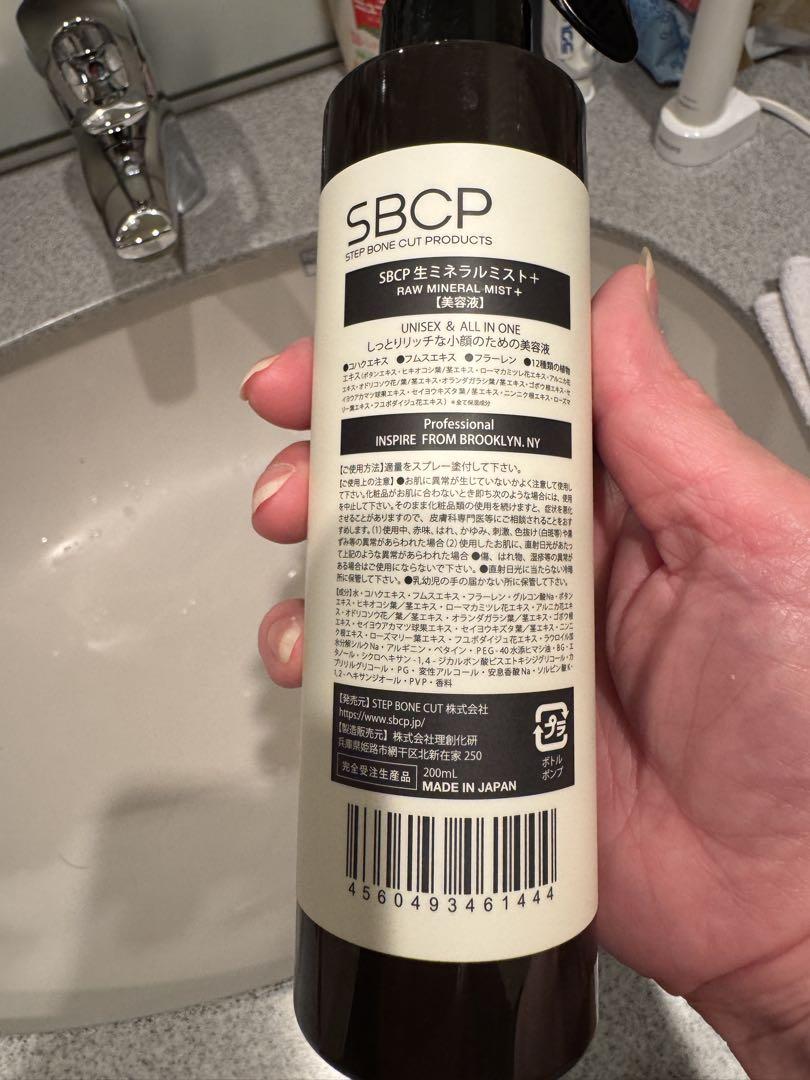 SBCP
STEP BONE CUT PRODUCTS
SBCP 生ミネラルミスト+
RAW MINERAL MIST +
【美容液】
UNISEX & ALL IN ONE
しっとりリッチな小顔のための美容液
●コハクエキス ●フムスエキス ●フラーレン ●12種類の植物
エキス(ボタンエキス・ヒキオコシ葉/茎エキス・ローマカミツレ花エキス・アルニカ花
エキス・オドリコソウ花/葉/茎エキス・オランダガラシ葉/茎エキス・ゴボウ根エキス・セ
イヨウアカマツ球果エキス・セイヨウキズタ葉/茎エキス・ニンニク根エキス・ローズマ
リー葉エキス・フユボダイジュ花エキス) ＊全て保湿成分
Professional
INSPIRE FROM BROOKLYN. NY
【ご使用方法】適量をスプレー塗付して下さい。
【ご使用上の注意】●お肌に異常が生じていないかよく注意して使用し
て下さい。化粧品がお肌に合わないとき即ち次のような場合には、使用
を中止して下さい。そのまま化粧品類の使用を続けますと、症状を悪化
させることがありますので、皮膚科専門医等にご相談されることをおす
すめします。(1)使用中、赤味、はれ、かゆみ、刺激、色抜け(白斑等)や黒
ずみ等の異常があらわれた場合(2)使用したお肌に、直射日光があたっ
て上記のような異常があらわれた場合 ●傷、はれ物、湿疹等の異常が
ある場合はご使用にならないで下さい。●直射日光に当たらない冷暗
所に保管して下さい。●乳幼児の手の届かない所に保管して下さい。
【成分】水・コハクエキス・フムスエキス・フラーレン・グルコン酸Na・ボタン
エキス・ヒキオコシ葉/茎エキス・ローマカミツレ花エキス・アルニカ花エキ
ス・オドリコソウ花/葉/茎エキス・オランダガラシ葉/茎エキス・ゴボウ根
エキス・セイヨウアカマツ球果エキス・セイヨウキズタ葉/茎エキス・ニンニ
ク根エキス・ローズマリー葉エキス・フユボダイジュ花エキス・ラウロイル加
水分解シルクNa・アルギニン・ベタイン・PEG-40水添ヒマシ油・BG・エ
タノール・シクロヘキサン-1,4-ジカルボン酸ビスエトキシジグリコール・カ
プリリルグリコール・PG・変性アルコール・安息香酸Na・ソルビン酸K・
1,2-ヘキサンジオール・PVP・香料
【発売元】STEP BONE CUT 株式会社
https://www.sbcp.jp/
【製造販売元】株式会社理創化研
兵庫県姫路市網干区北新在家 250
完全受注生産品 200mL
MADE IN JAPAN
プラ
ボトル
ポンプ
4560493461444